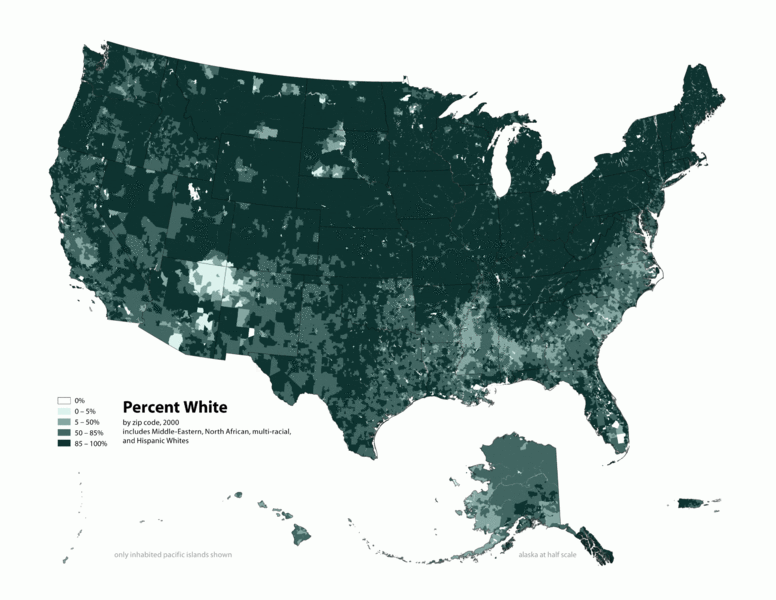 0%
0 – 5%
5 – 50%
50 – 85%
85 – 100%
Percent White
by zip code, 2000
includes Middle-Eastern, North African, multi-racial,
and Hispanic Whites
only inhabited pacific islands shown
alaska at half scale